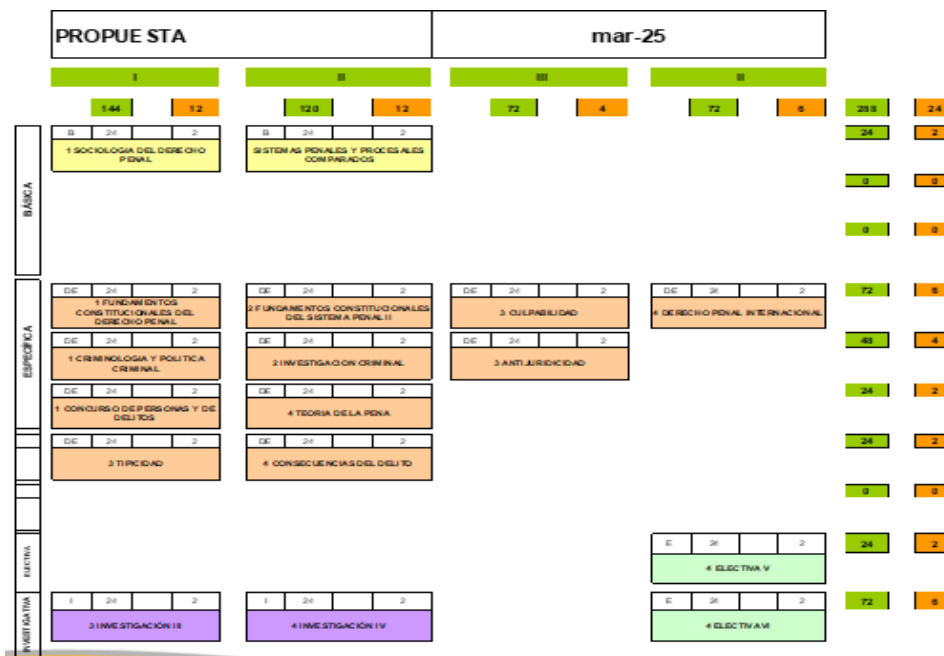 PROPUE STA mar-25
I II III II
144 12 120 12 72 4 72 6 288 24
B 24 2 B 24 2 24 2
1 SOCIOLOGIA DEL DERECHO PENAL
SISTEMAS PENALES Y PROCESALES COMPARADOS
0 0
BÁSICA
0 0
DE 24 2 DE 24 2 DE 24 2 DE 24 2 72 6
1 FUNDAMENTOS CONSTITUCIONALES DEL DERECHO PENAL
2 FUNDAMENTOS CONSTITUCIONALES DEL SISTEMA PENAL II
3 CULPABILIDAD
4 DERECHO PENAL INTERNACIONAL
ESPECÍFICA
DE 24 2 DE 24 2 DE 24 2 48 4
1 CRIMINOLOGIA Y POLITICA CRIMINAL
2 INVESTIGACION CRIMINAL
3 ANTIJURIDICIDAD
DE 24 2 DE 24 2 24 2
1 CONCURSO DE PERSONAS Y DE DELITOS
4 TEORIA DE LA PENA
DE 24 2 DE 24 2 24 2
3 TIPICIDAD
4 CONSECUENCIAS DEL DELITO
0 0
ELECTIVA
E 24 2 24 2
4 ELECTIVA V
INVESTIGATIVA
I 24 2 I 24 2 E 24 2 72 6
3 INVESTIGACIÓN III
4 INVESTIGACIÓN IV
4 ELECTIVA VI